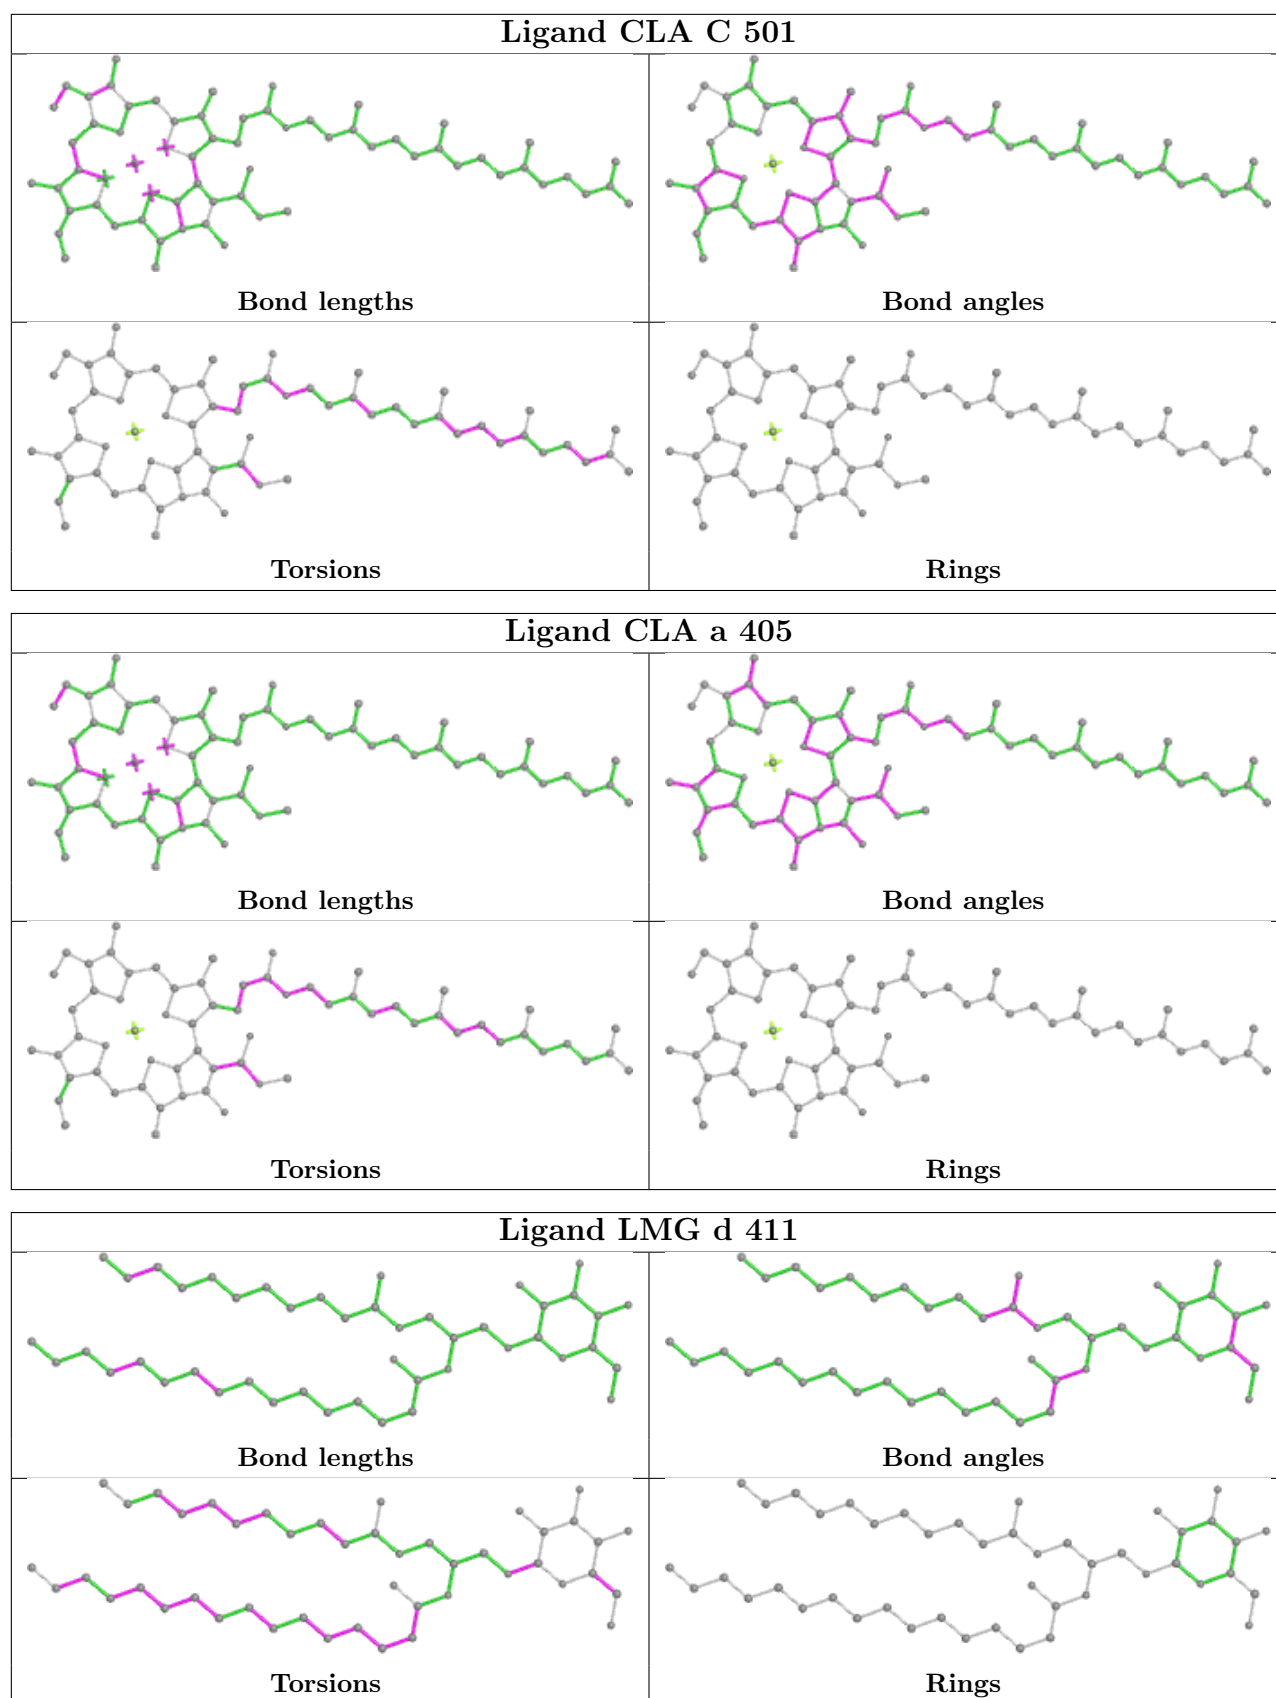 Ligand CLA C 501
Bond lengths
Bond angles
Torsions
Rings
Ligand CLA a 405
Bond lengths
Bond angles
Torsions
Rings
Ligand LMG d 411
Bond lengths
Bond angles
Torsions
Rings